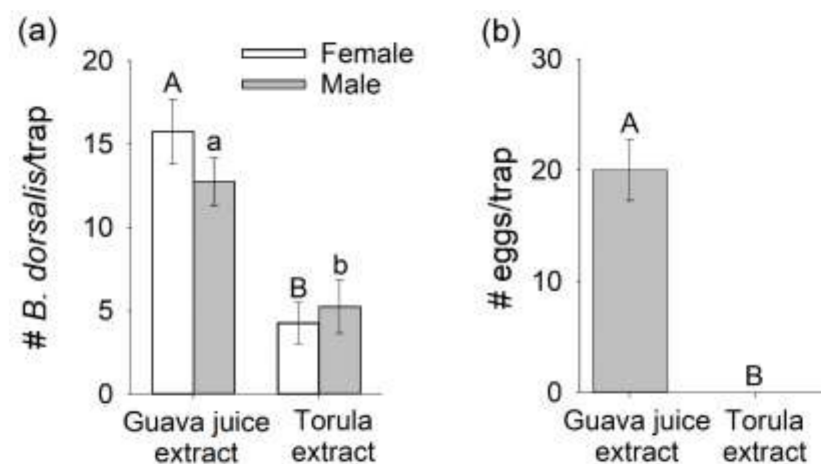 (a)
Female
Male
20
15
10
5
0
# B. dorsalis/trap
A
a
B
b
Guava juice
extract
Torula
extract
(b)
30
20
10
0
# eggs/trap
A
B
Guava juice
extract
Torula
extract